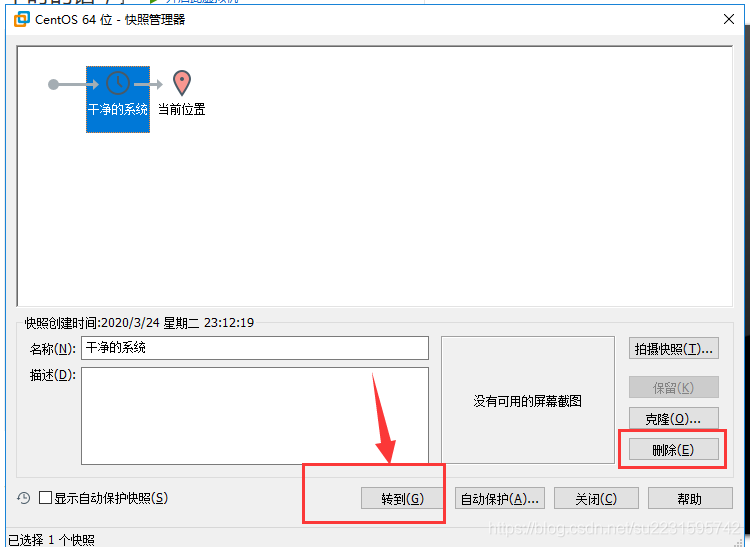 CentOS 64 位 - 快照管理器
干净的系统
当前位置
快照创建时间:2020/3/24 星期二 23:12:19
名称(N):
干净的系统
描述(D):
没有可用的屏幕截图
拍摄快照(T)...
保留(K)
克隆(O)...
删除(E)
显示自动保护快照(S)
转到(G)
自动保护(A)...
关闭(C)
帮助
https://blog.csdn.net/su2231595742
已选择 1 个快照